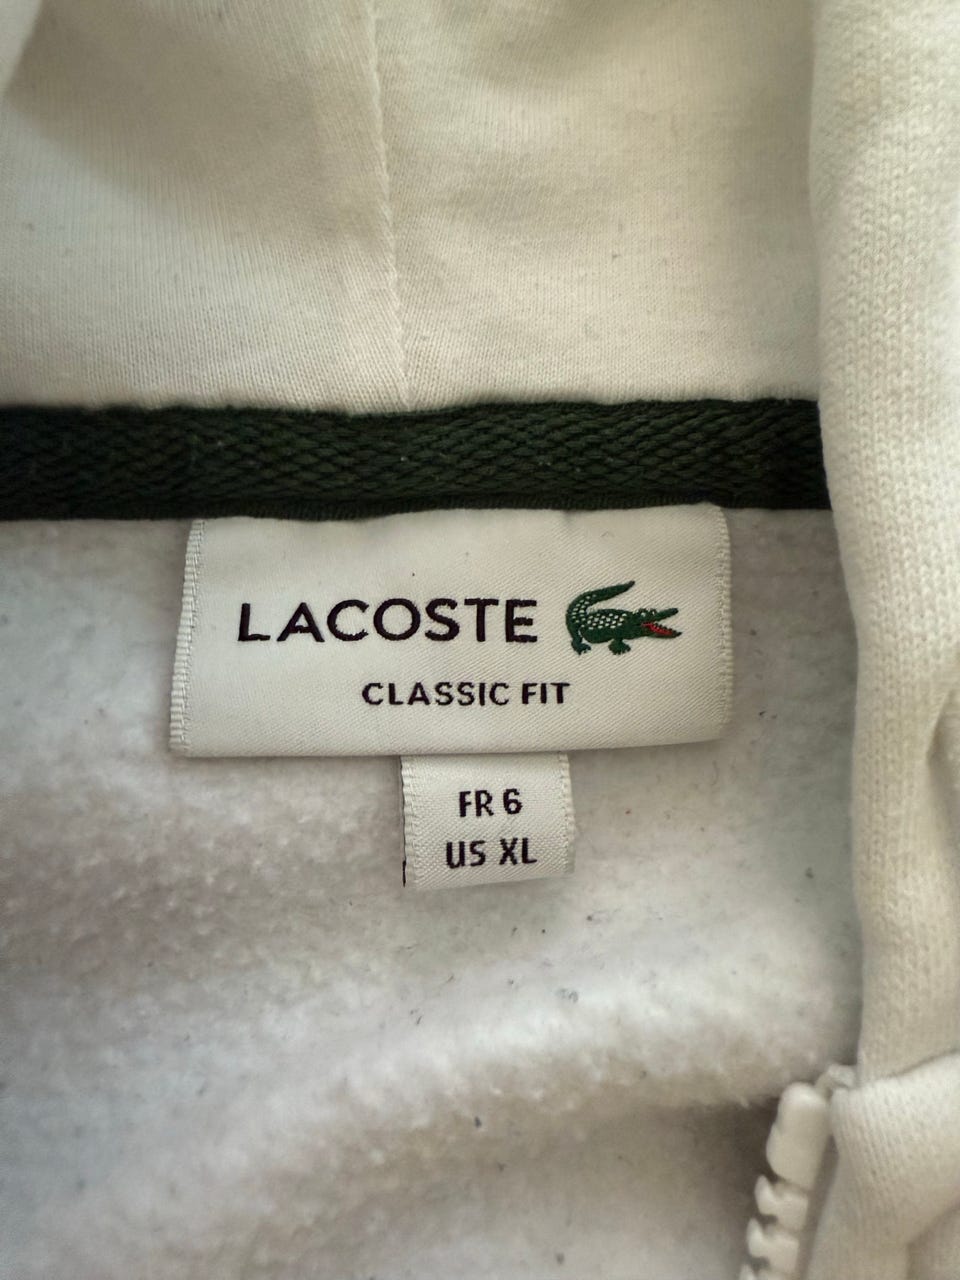 LACOSTE
CLASSIC FIT
FR 6
US XL